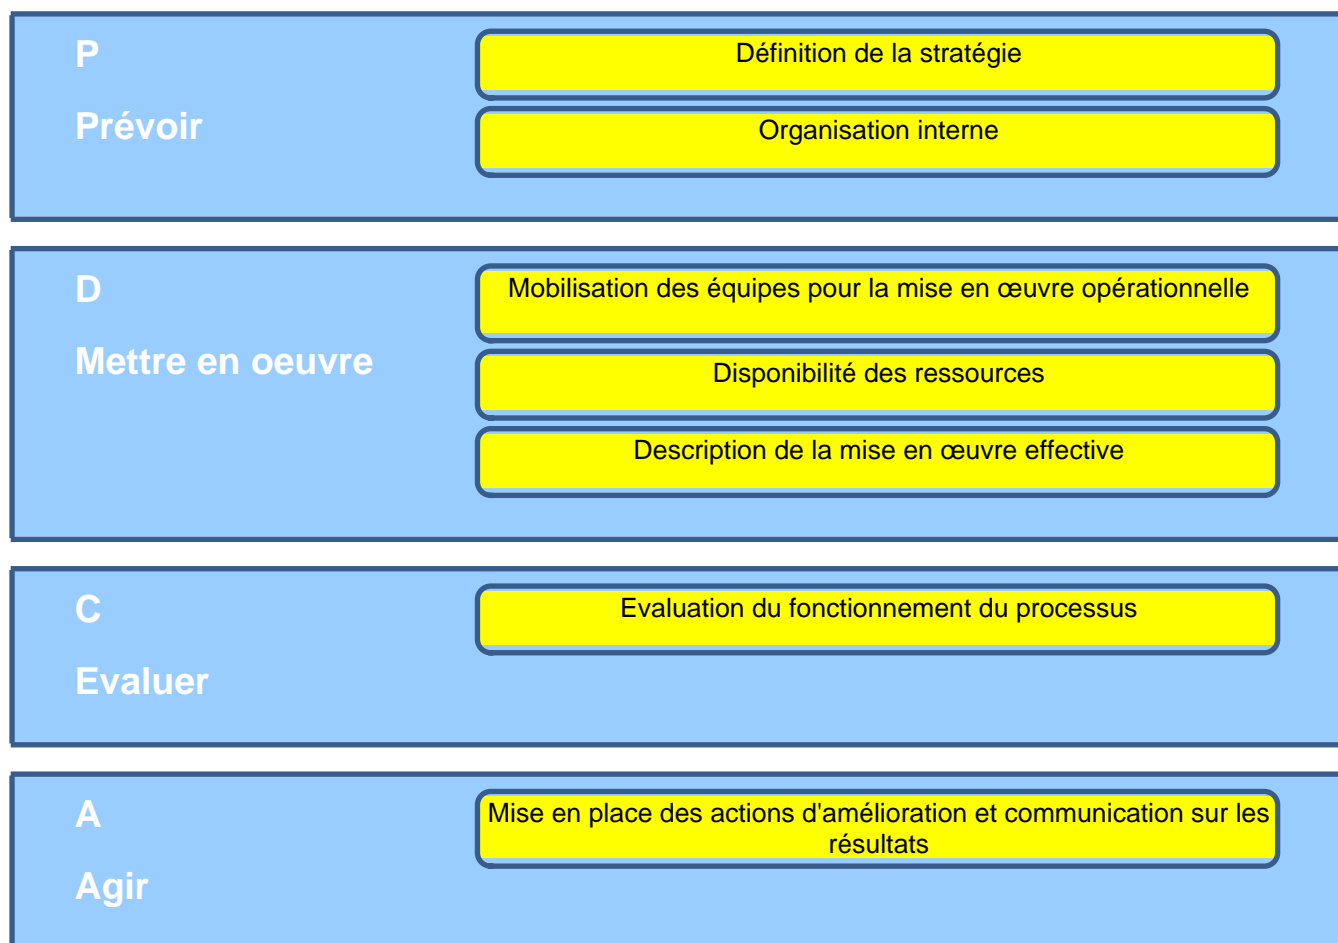 P
Prévoir
Définition de la stratégie
Organisation interne
D
Mettre en oeuvre
Mobilisation des équipes pour la mise en œuvre opérationnelle
Disponibilité des ressources
Description de la mise en œuvre effective
C
Evaluer
Evaluation du fonctionnement du processus
A
Agir
Mise en place des actions d'amélioration et communication sur les
résultats